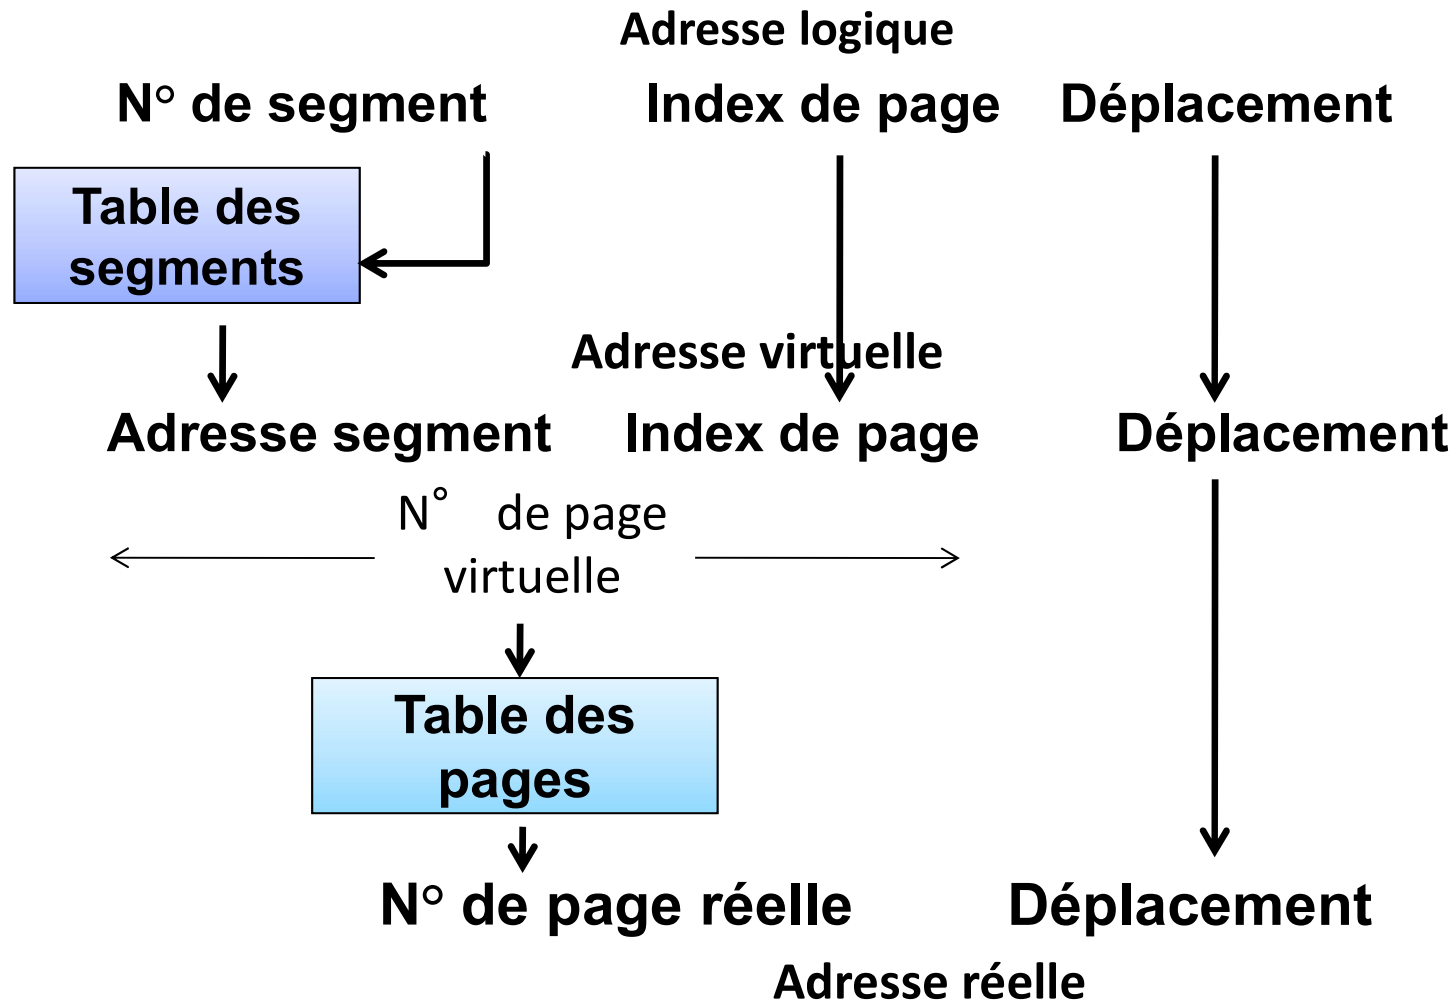 Adresse logique
N° de segment Index de page Déplacement
Table des
segments
Adresse virtuelle
Adresse segment Index de page Déplacement
N° de page
virtuelle
Table des
pages
N° de page réelle Déplacement
Adresse réelle